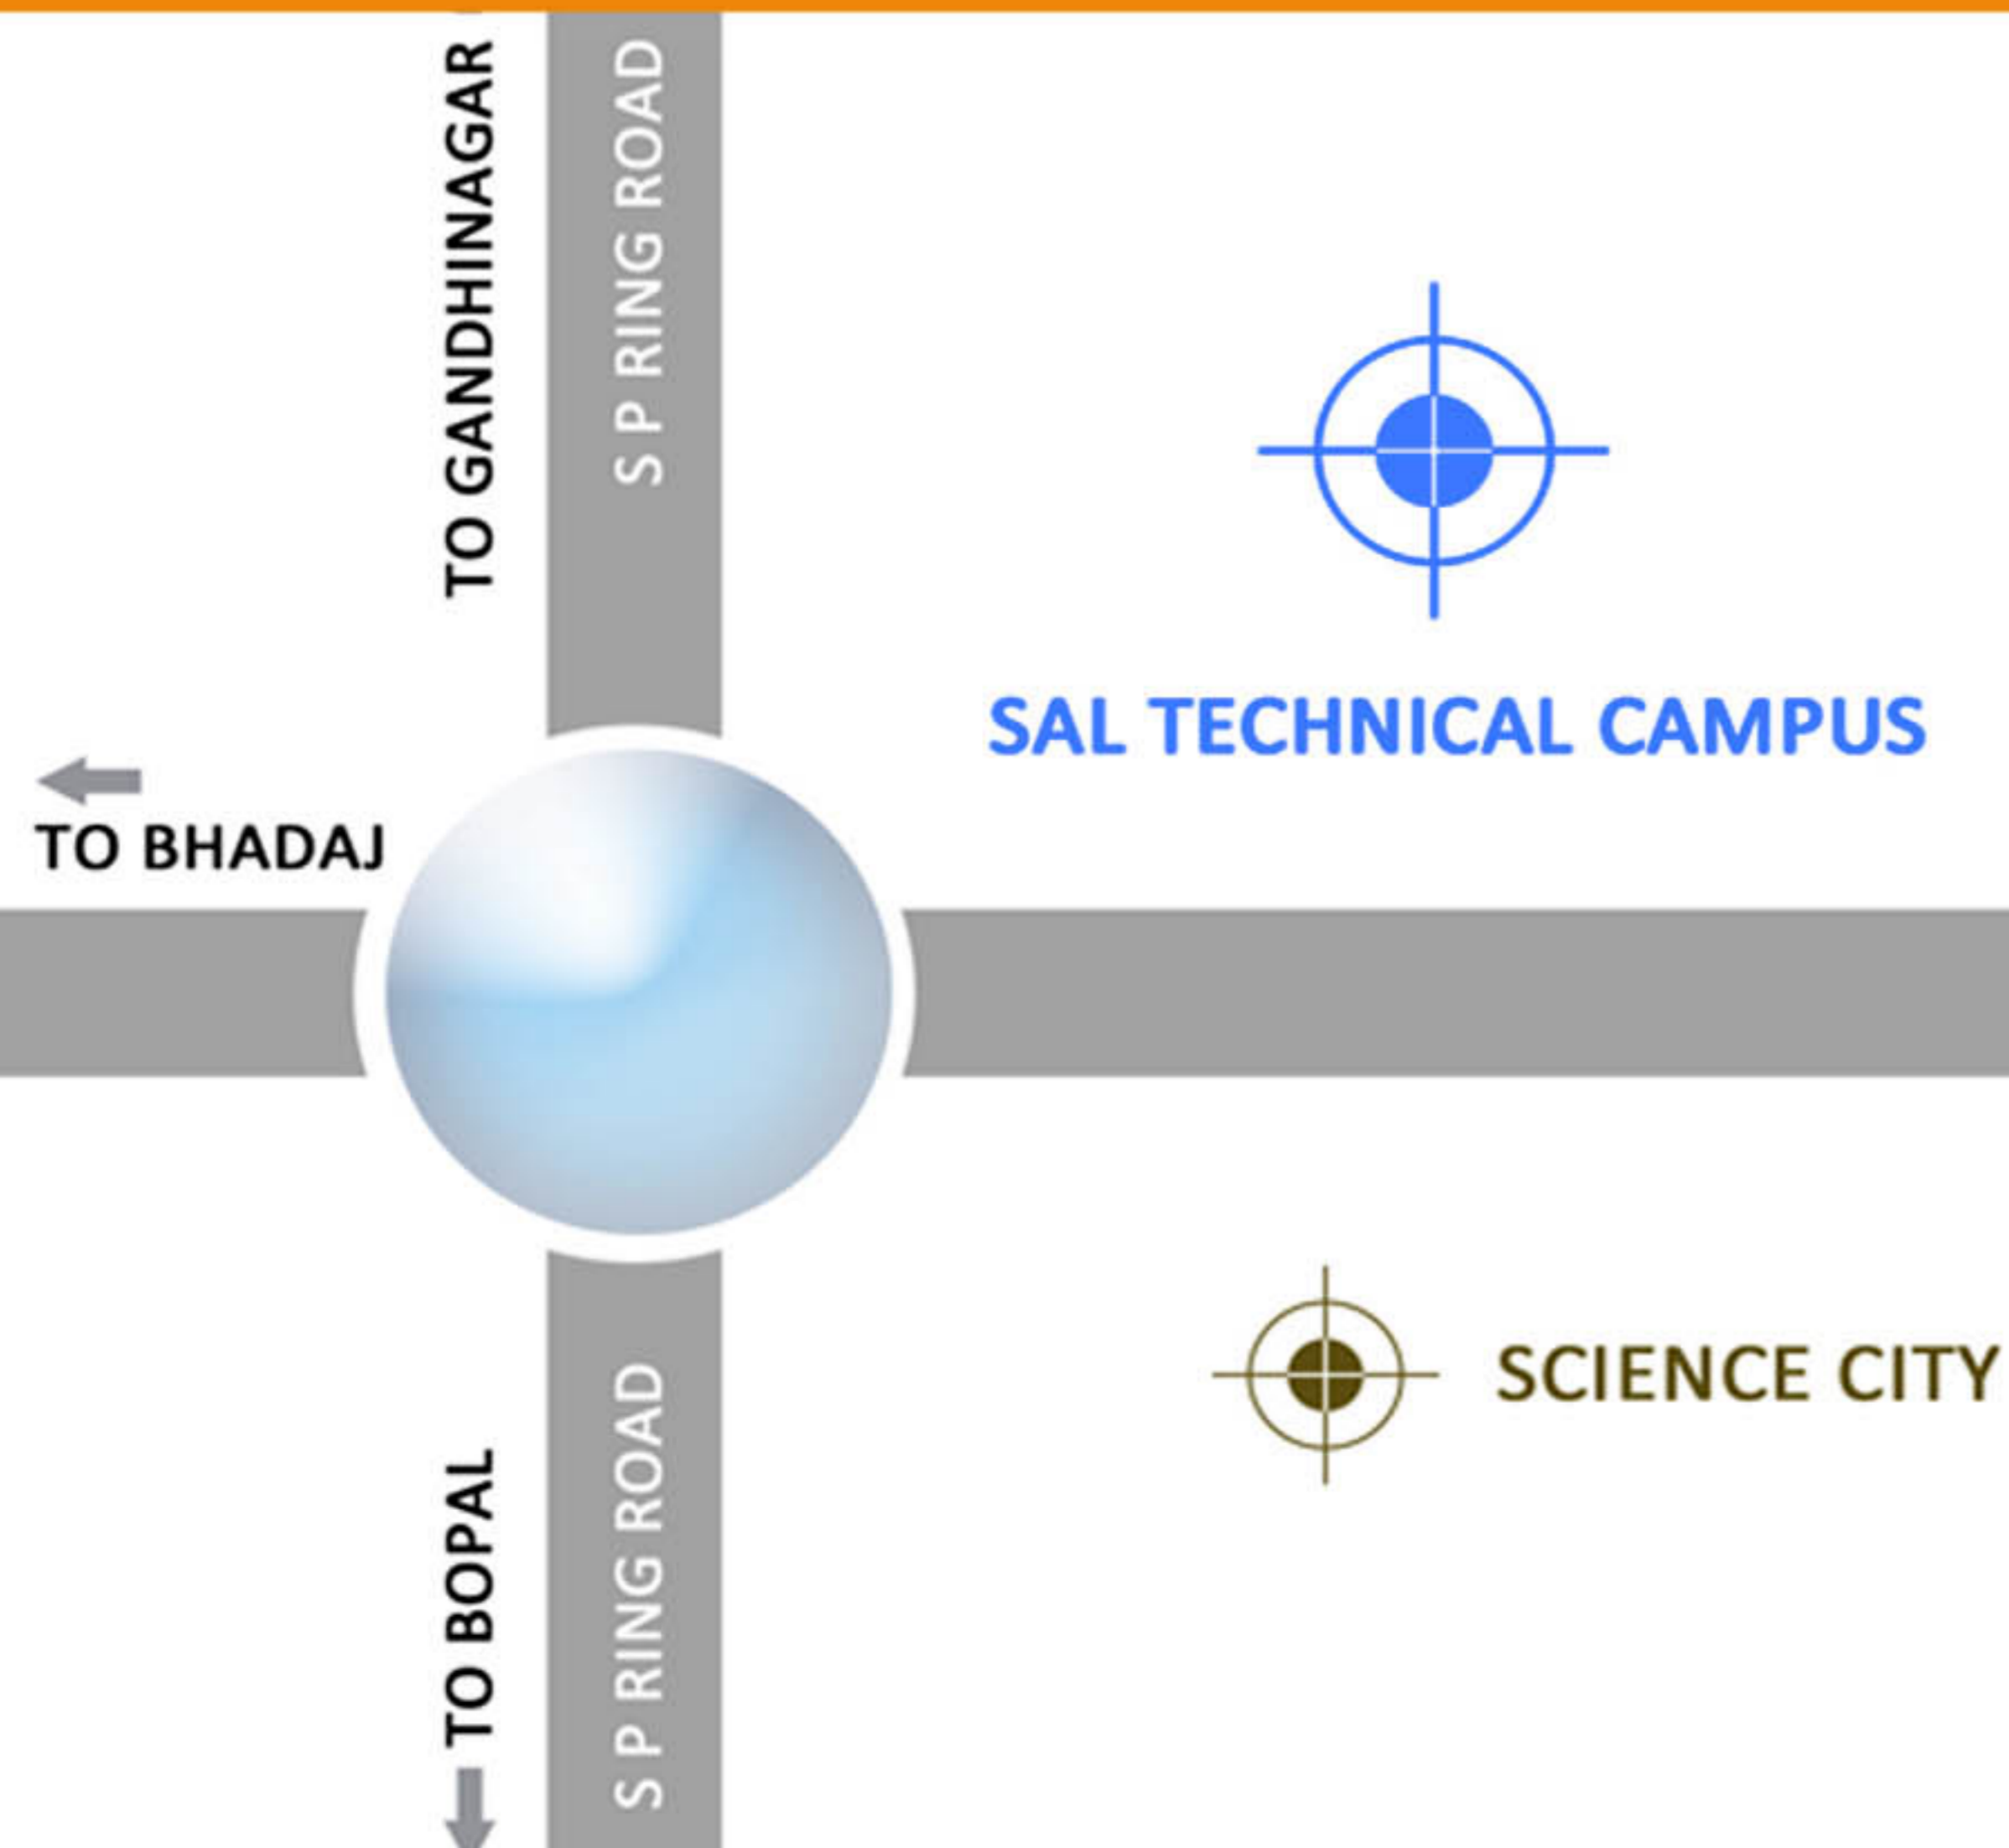 TO GANDHINAGAR
S P RING ROAD
SAL TECHNICAL CAMPUS
TO BHADAJ
SCIENCE CITY
TO BOPAL
S P RING ROAD